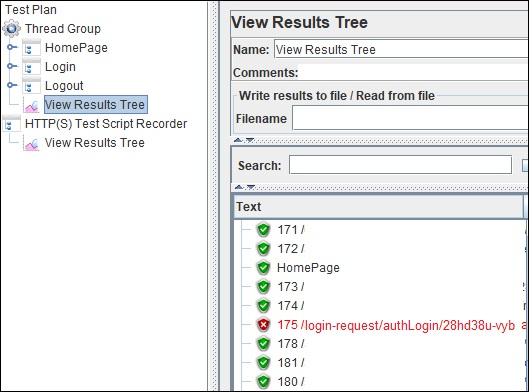 Test Plan
Thread Group
HomePage
Login
Logout
View Results Tree
HTTP(S) Test Script Recorder
View Results Tree
View Results Tree
Name: View Results Tree
Comments:
Write results to file / Read from file
Filename
Search:
Text
171 /
172 /
HomePage
173 /
174 /
175 /login-request/authLogin/28hd38u-vyb
178 /
181 /
180 /